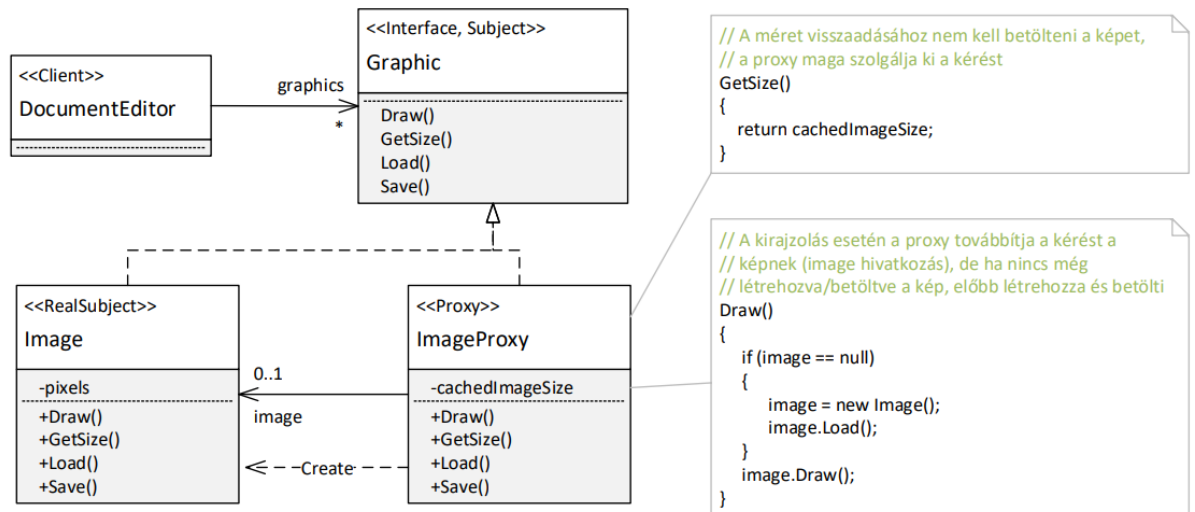 <<Client>>
DocumentEditor
graphics
*
<<Interface, Subject>>
Graphic
Draw()
GetSize()
Load()
Save()
<<RealSubject>>
Image
-pixels
+Draw()
+GetSize()
+Load()
+Save()
0..1
image
Create
<<Proxy>>
ImageProxy
-cachedImageSize
+Draw()
+GetSize()
+Load()
+Save()
// A méret visszaadásához nem kell betölteni a képet,
// a proxy maga szolgálja ki a kérést
GetSize()
{
return cachedImageSize;
}
// A kirajzolás esetén a proxy továbbítja a kérést a
// képnek (image hivatkozás), de ha nincs még
// létrehozva/betöltve a kép, előbb létrehozza és betölti
Draw()
{
if (image == null)
{
image = new Image();
image.Load();
}
image.Draw();
}